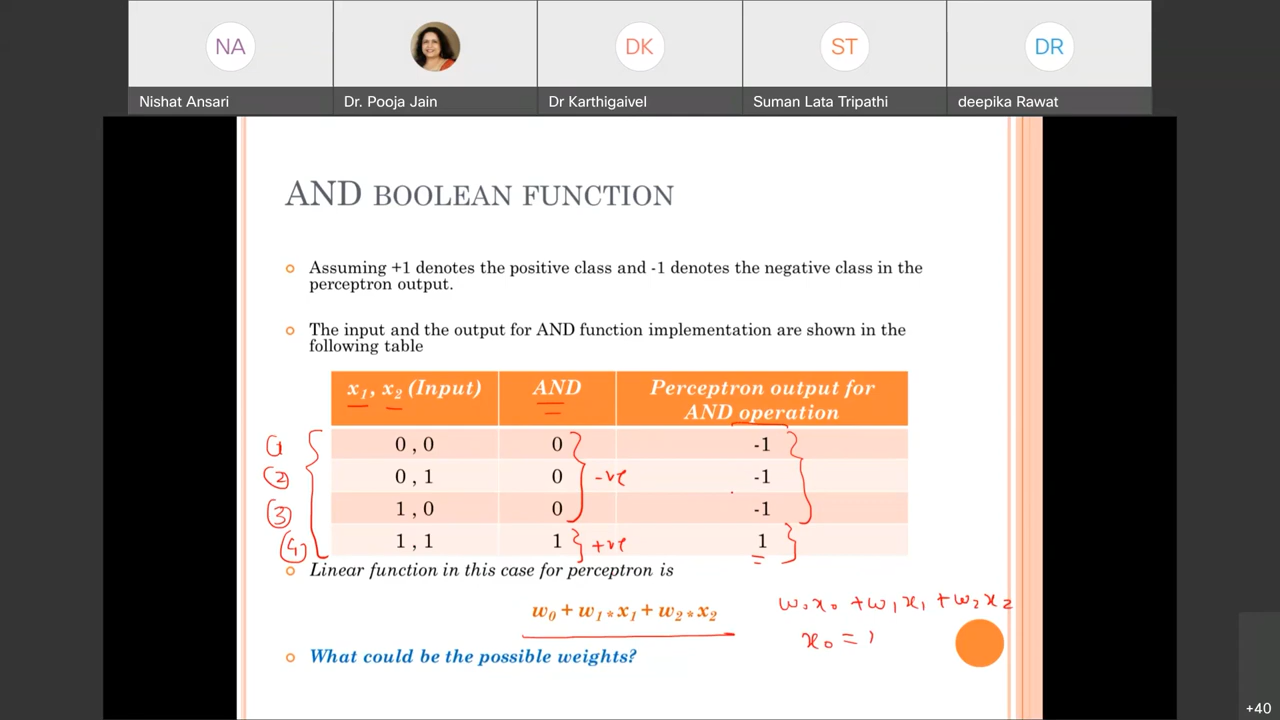 NA
DK
ST
DR
Nishat Ansari
Dr. Pooja Jain
Dr Karthigaivel
Suman Lata Tripathi
deepika Rawat
AND BOOLEAN FUNCTION
Assuming +1 denotes the positive class and -1 denotes the negative class in the
perceptron output.
The input and the output for AND function implementation are shown in the
following table
x₁, x₂ (Input) AND Perceptron output for
AND operation
① 0 , 0 0 -1
② 0 , 1 0 -ve -1
③ 1 , 0 0 -1
④ 1 , 1 1 +ve 1
Linear function in this case for perceptron is
w₀ + w₁ * x₁ + w₂ * x₂
w₀x₀ + w₁x₁ + w₂x₂
x₀ = 1
What could be the possible weights?
+40